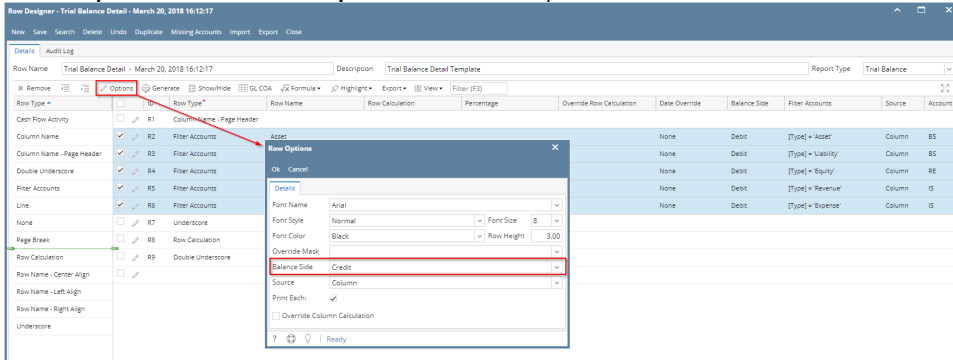 Row Designer - Trial Balance Detail - March 20, 2018 16:12:17
New Save Search Delete Undo Duplicate Missing Accounts Import Export Close
Details Audit Log
Row Name Trial Balance Detail - March 20, 2018 16:12:17 Description Trial Balance Detail Template Report Type Trial Balance
× Remove Options Generate Show/Hide GL COA √x Formula Highlight Export View Filter (F3)
Row Type ID Row Type* Row Name Row Calculation Percentage Override Row Calculation Date Override Balance Side Filter Accounts Source Account
Cash Flow Activity R1 Column Name - Page Header
Column Name R2 Filter Accounts Asset None Debit [Type] = 'Asset' Column BS
Column Name - Page Header R3 Filter Accounts None Debit [Type] = 'Liability' Column BS
Double Underscore R4 Filter Accounts None Debit [Type] = 'Equity' Column RE
Filter Accounts R5 Filter Accounts None Debit [Type] = 'Revenue' Column IS
Line R6 Filter Accounts None Debit [Type] = 'Expense' Column IS
None R7 Underscore
Page Break R8 Row Calculation
Row Calculation R9 Double Underscore
Row Name - Center Align
Row Name - Left Align
Row Name - Right Align
Underscore
Row Options
Ok Cancel
Details
Font Name Arial
Font Style Normal Font Size 8
Font Color Black Row Height 3.00
Override Mask
Balance Side Credit
Source Column
Print Each:
Override Column Calculation
? Ready